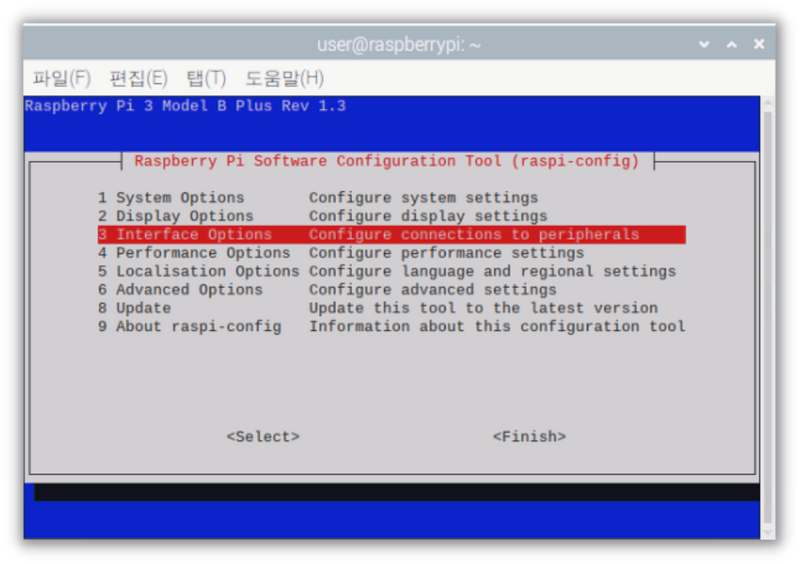 user@raspberrypi: ~
파일(F) 편집(E) 탭(T) 도움말(H)
Raspberry Pi 3 Model B Plus Rev 1.3
Raspberry Pi Software Configuration Tool (raspi-config)
1 System Options Configure system settings
2 Display Options Configure display settings
3 Interface Options Configure connections to peripherals
4 Performance Options Configure performance settings
5 Localisation Options Configure language and regional settings
6 Advanced Options Configure advanced settings
8 Update Update this tool to the latest version
9 About raspi-config Information about this configuration tool
<Select> <Finish>